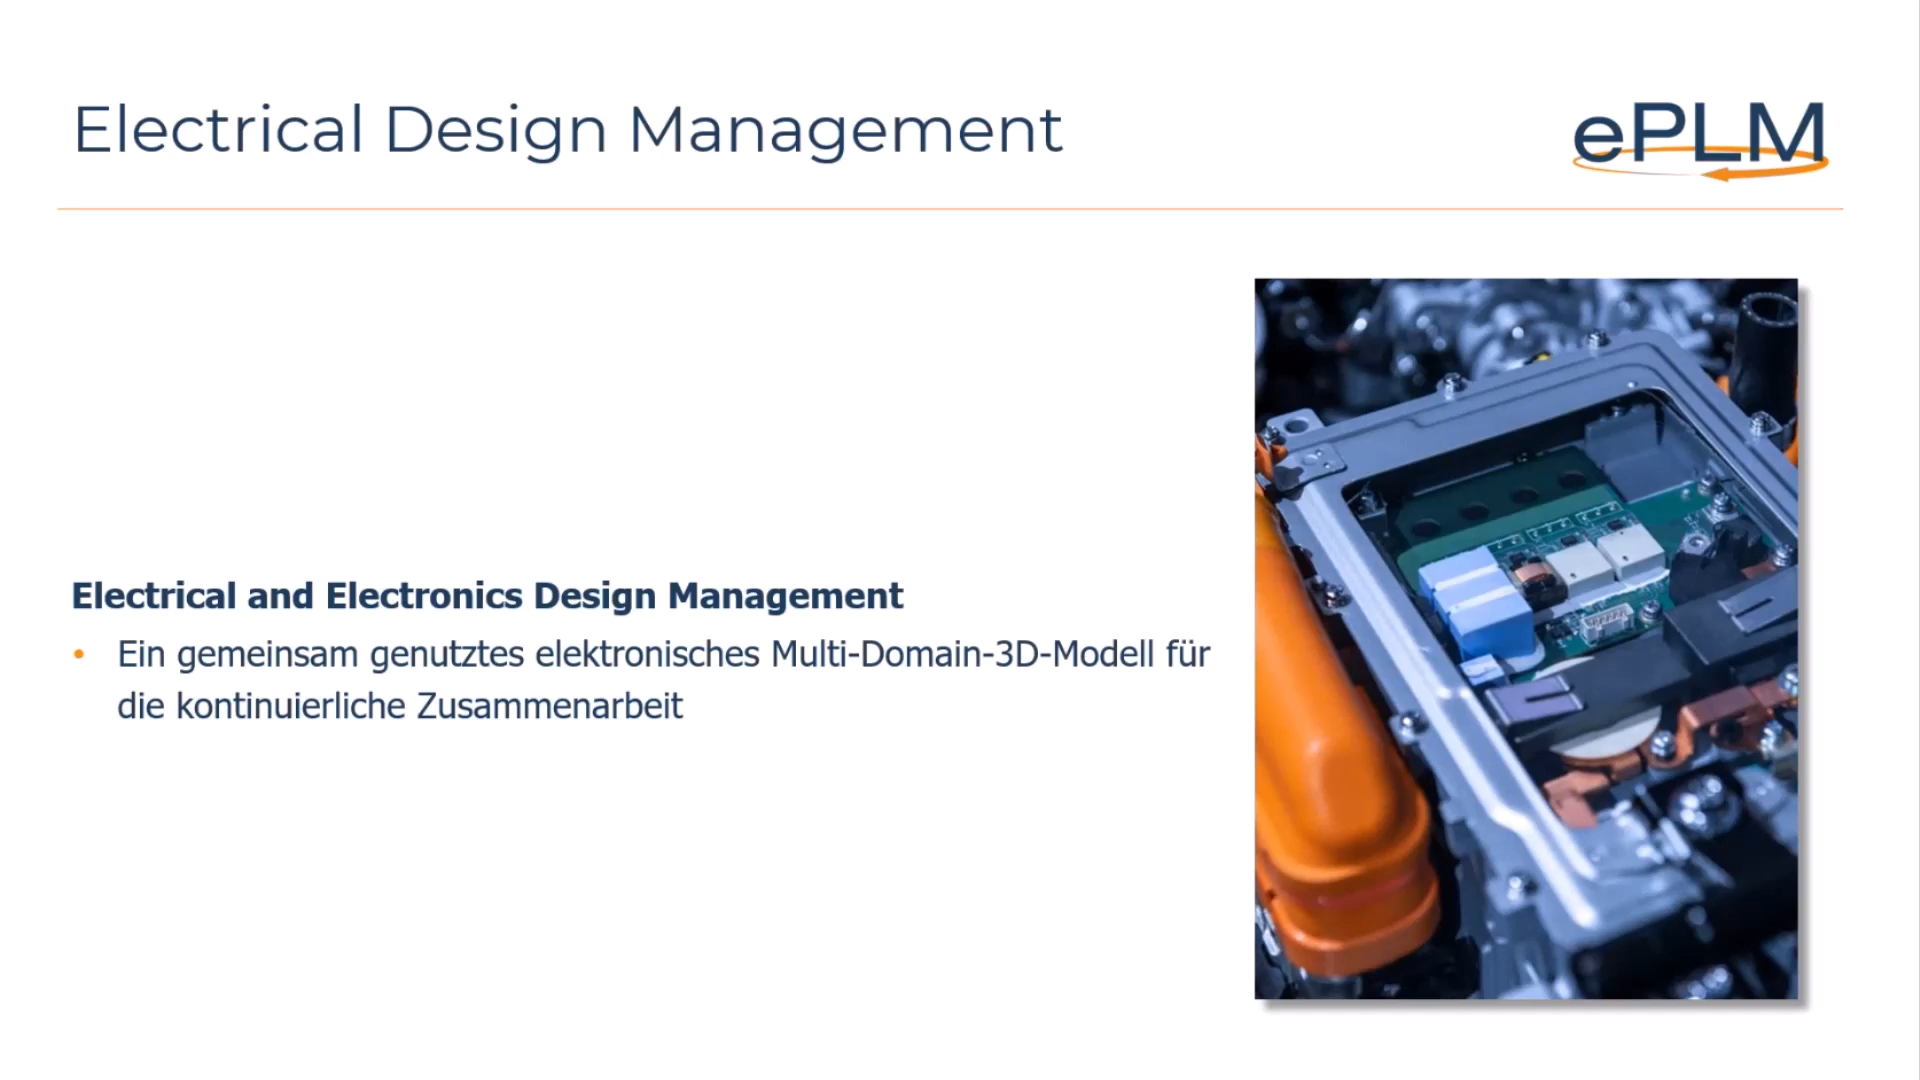 Electrical Design Management
ePLM
Electrical and Electronics Design Management
• Ein gemeinsam genutztes elektronisches Multi-Domain-3D-Modell für
die kontinuierliche Zusammenarbeit